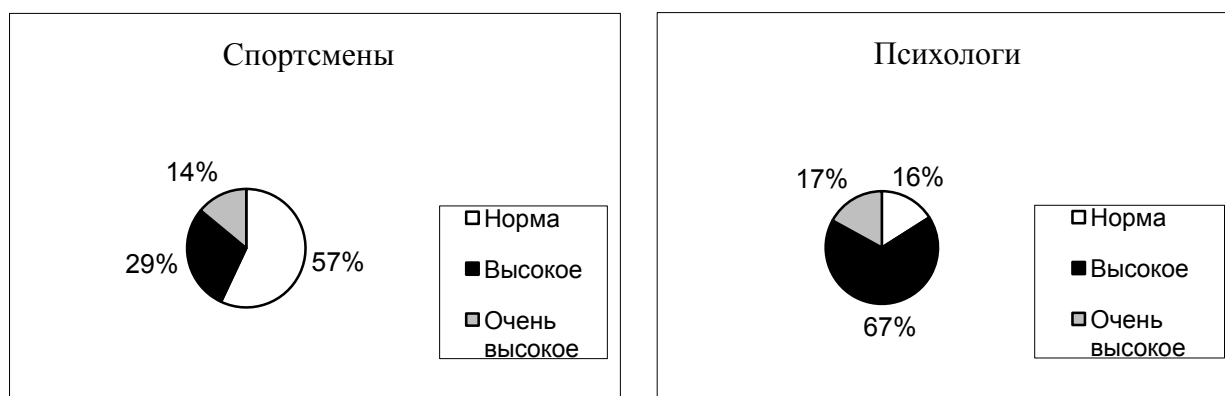 Спортсмены
14%
29%
57%
Норма
Высокое
Очень
высокое
Психологи
17%
16%
67%
Норма
Высокое
Очень
высокое